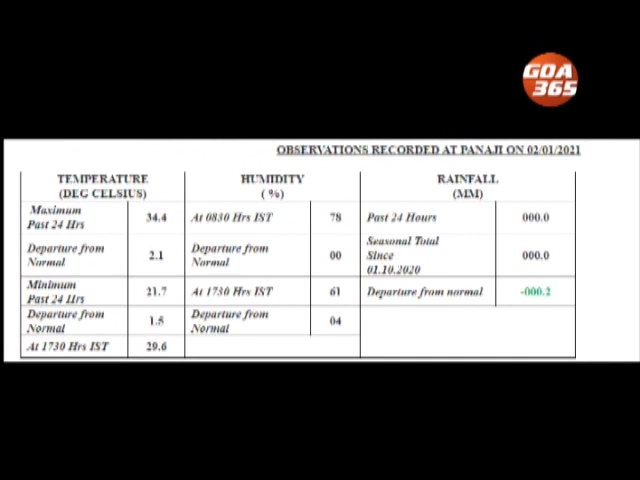 GOA
365
OBSERVATIONS RECORDED AT PANAJI ON 02/01/2021
TEMPERATURE
(DEG CELSIUS)
HUMIDITY
( %)
RAINFALL
(MM)
Maximum
Past 24 Hrs
34.4
At 0830 Hrs IST
78
Past 24 Hours
000.0
Departure from
Normal
2.1
Departure from
Normal
00
Seasonal Total
Since
01.10.2020
000.0
Minimum
Past 24 Hrs
21.7
At 1730 Hrs IST
61
Departure from normal
-000.2
Departure from
Normal
1.5
Departure from
Normal
04
At 1730 Hrs IST
29.6